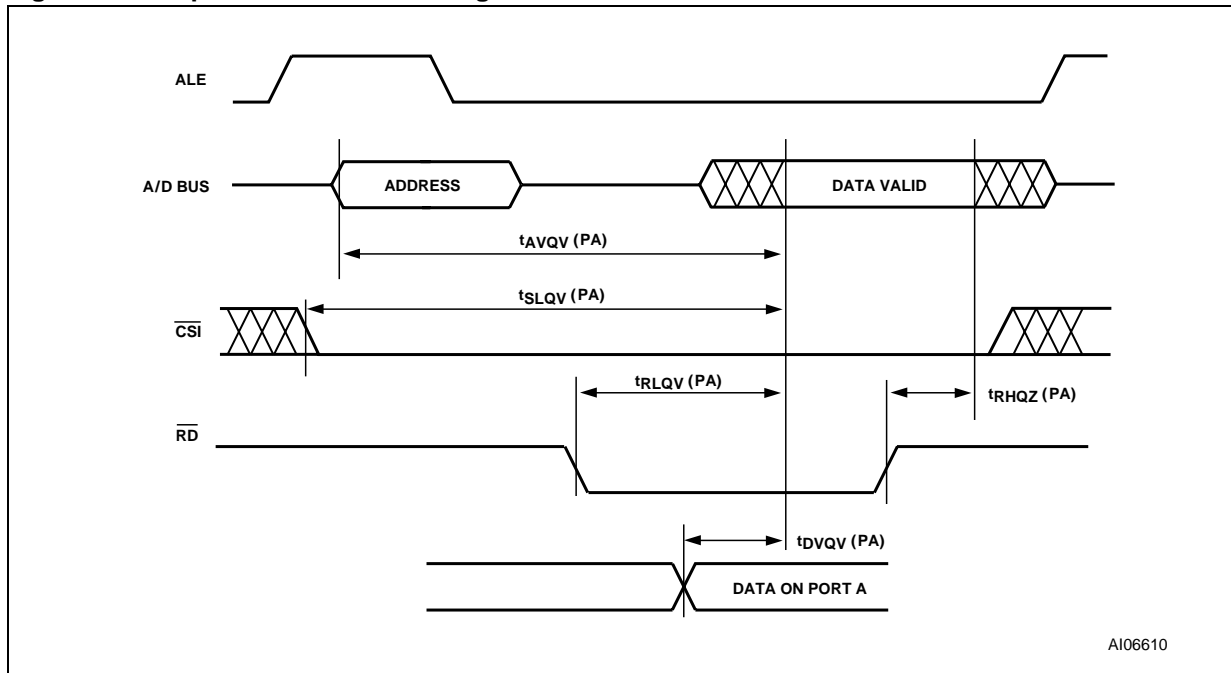 ALE
A/D BUS
ADDRESS
DATA VALID
tAVQV (PA)
tSLQV (PA)
CSI
tRLQV (PA)
tRHQZ (PA)
RD
tDVQV (PA)
DATA ON PORT A
AI06610